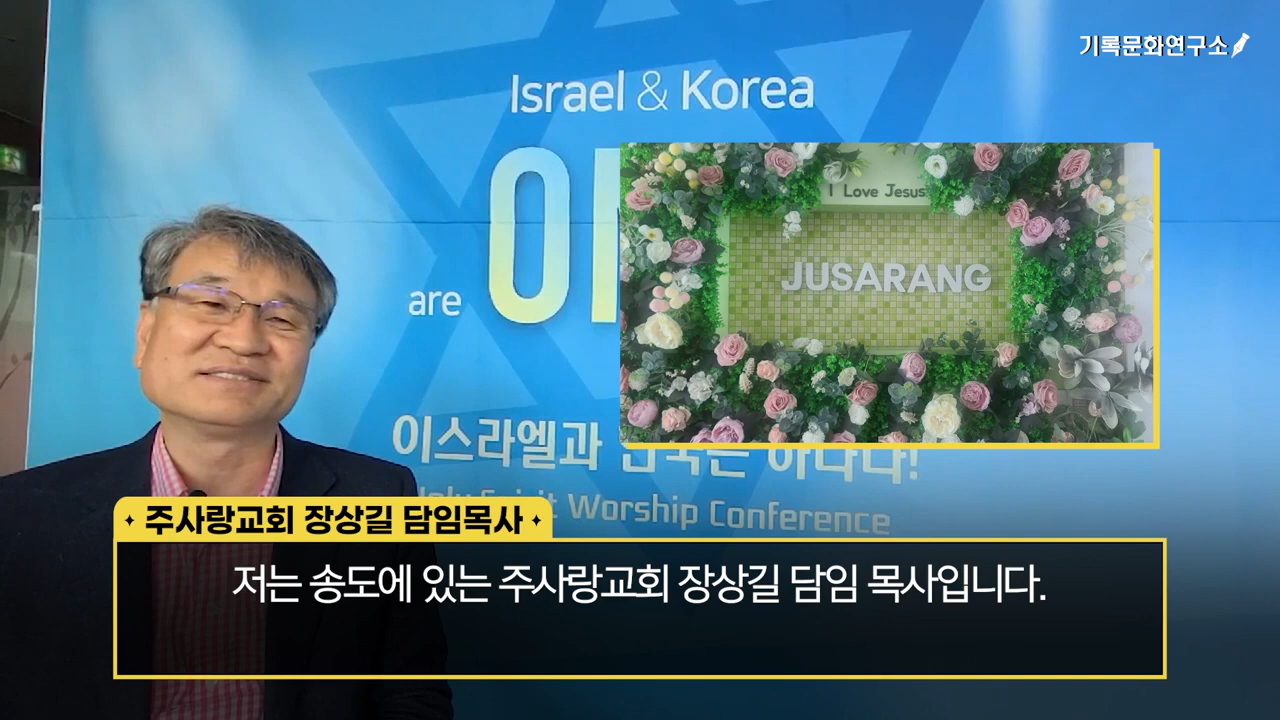 기록문화연구소
Israel & Korea
I Love Jesus
JUSARANG
are
이스라엘과
Worship Conference
주사랑교회 장상길 담임목사
저는 송도에 있는 주사랑교회 장상길 담임 목사입니다.